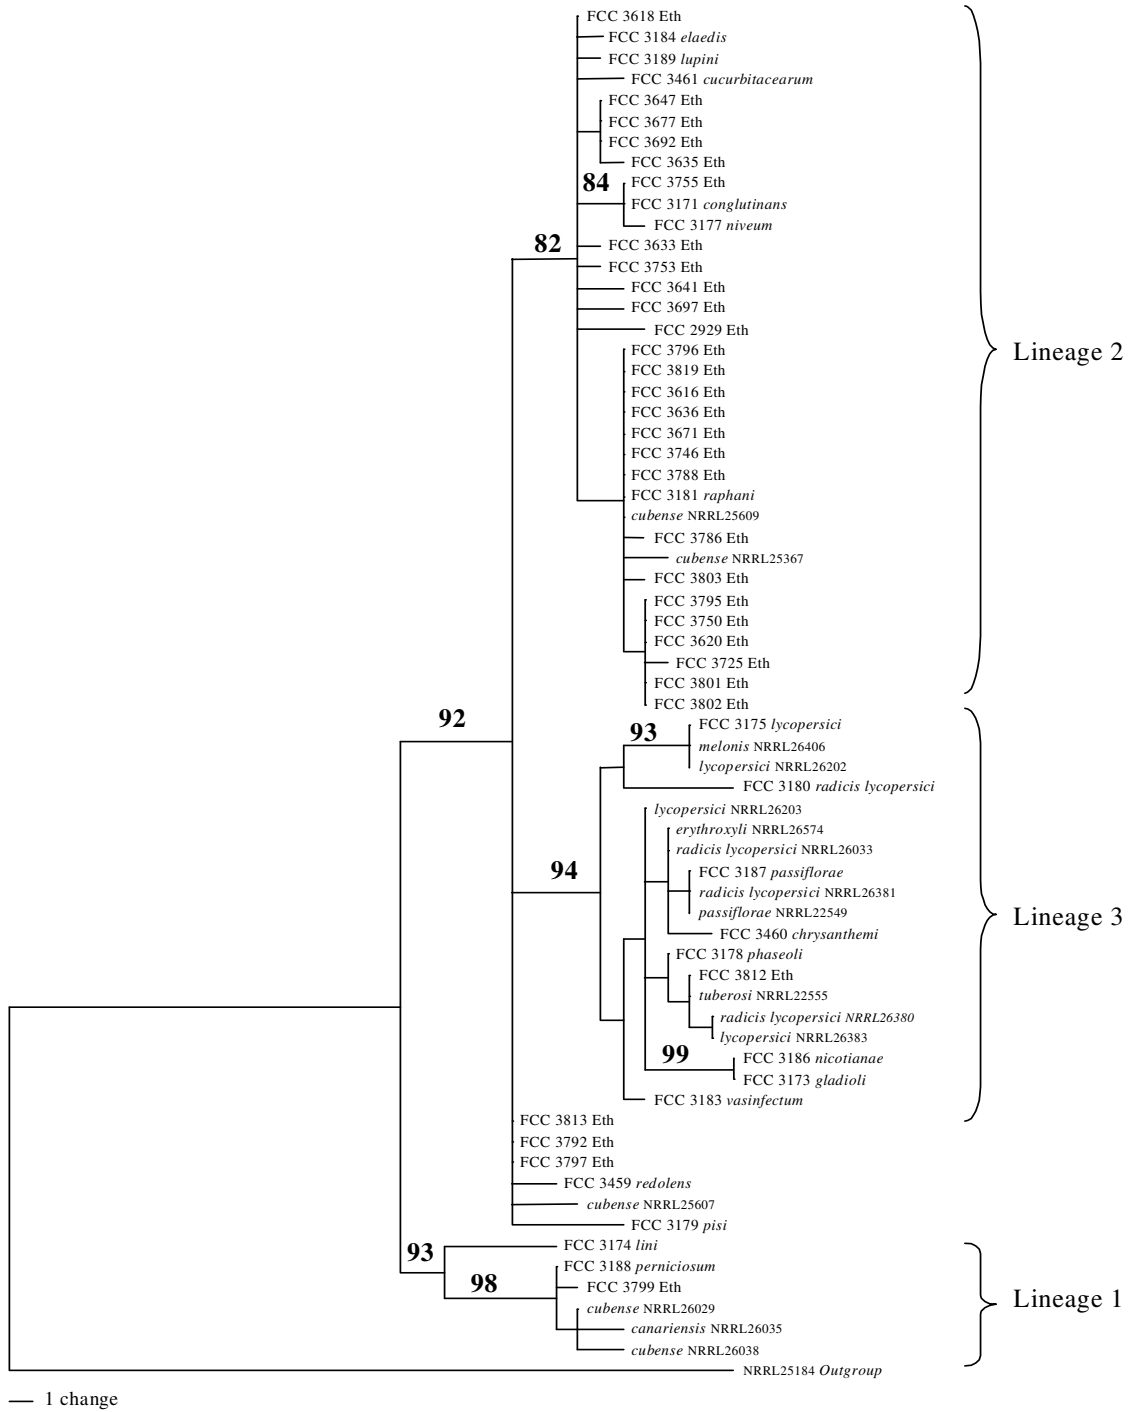 FCC 3618 Eth
FCC 3184 elaedis
FCC 3189 lupini
FCC 3461 cucurbitacearum
FCC 3647 Eth
FCC 3677 Eth
FCC 3692 Eth
FCC 3635 Eth
84
FCC 3755 Eth
FCC 3171 conglutinans
FCC 3177 niveum
82
FCC 3633 Eth
FCC 3753 Eth
FCC 3641 Eth
FCC 3697 Eth
FCC 2929 Eth
Lineage 2
FCC 3796 Eth
FCC 3819 Eth
FCC 3616 Eth
FCC 3636 Eth
FCC 3671 Eth
FCC 3746 Eth
FCC 3788 Eth
FCC 3181 raphani
cubense NRRL25609
FCC 3786 Eth
cubense NRRL25367
FCC 3803 Eth
FCC 3795 Eth
FCC 3750 Eth
FCC 3620 Eth
FCC 3725 Eth
FCC 3801 Eth
FCC 3802 Eth
92
93
FCC 3175 lycopersici
melonis NRRL26406
lycopersici NRRL26202
FCC 3180 radicis lycopersici
lycopersici NRRL26203
erythroxyli NRRL26574
radicis lycopersici NRRL26033
94
FCC 3187 passiflorae
radicis lycopersici NRRL26381
passiflorae NRRL22549
Lineage 3
FCC 3460 chrysanthemi
FCC 3178 phaseoli
FCC 3812 Eth
tuberosi NRRL22555
radicis lycopersici NRRL26380
lycopersici NRRL26383
99
FCC 3186 nicotianae
FCC 3173 gladioli
FCC 3183 vasinfectum
FCC 3813 Eth
FCC 3792 Eth
FCC 3797 Eth
FCC 3459 redolens
cubense NRRL25607
FCC 3179 pisi
93
FCC 3174 lini
98
FCC 3188 perniciosum
FCC 3799 Eth
Lineage 1
cubense NRRL26029
canariensis NRRL26035
cubense NRRL26038
NRRL25184 Outgroup
1 change